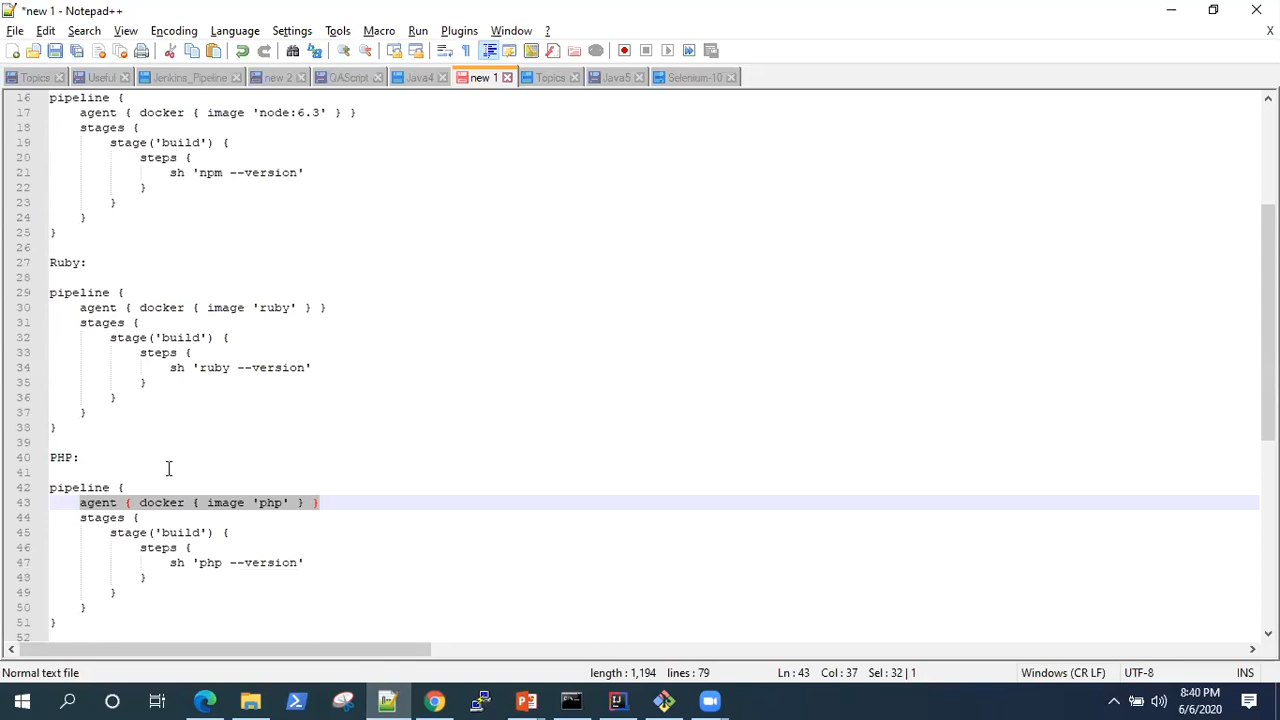 *new 1 - Notepad++
File Edit Search View Encoding Language Settings Tools Macro Run Plugins Window ? X
Topics Useful Jenkins_Pipeline new 2 QAScript Java4 new 1 Topics Java5 Selenium-10
16 pipeline {
17 agent { docker { image 'node:6.3' } }
18 stages {
19 stage('build') {
20 steps {
21 sh 'npm --version'
22 }
23 }
24 }
25 }
26
27 Ruby:
28
29 pipeline {
30 agent { docker { image 'ruby' } }
31 stages {
32 stage('build') {
33 steps {
34 sh 'ruby --version'
35 }
36 }
37 }
38 }
39
40 PHP:
41
42 pipeline {
43 agent { docker { image 'php' } }
44 stages {
45 stage('build') {
46 steps {
47 sh 'php --version'
48 }
49 }
50 }
51 }
52
Normal text file length : 1,194 lines : 79 Ln : 43 Col : 37 Sel : 32 | 1 Windows (CR LF) UTF-8 INS
8:40 PM
6/6/2020